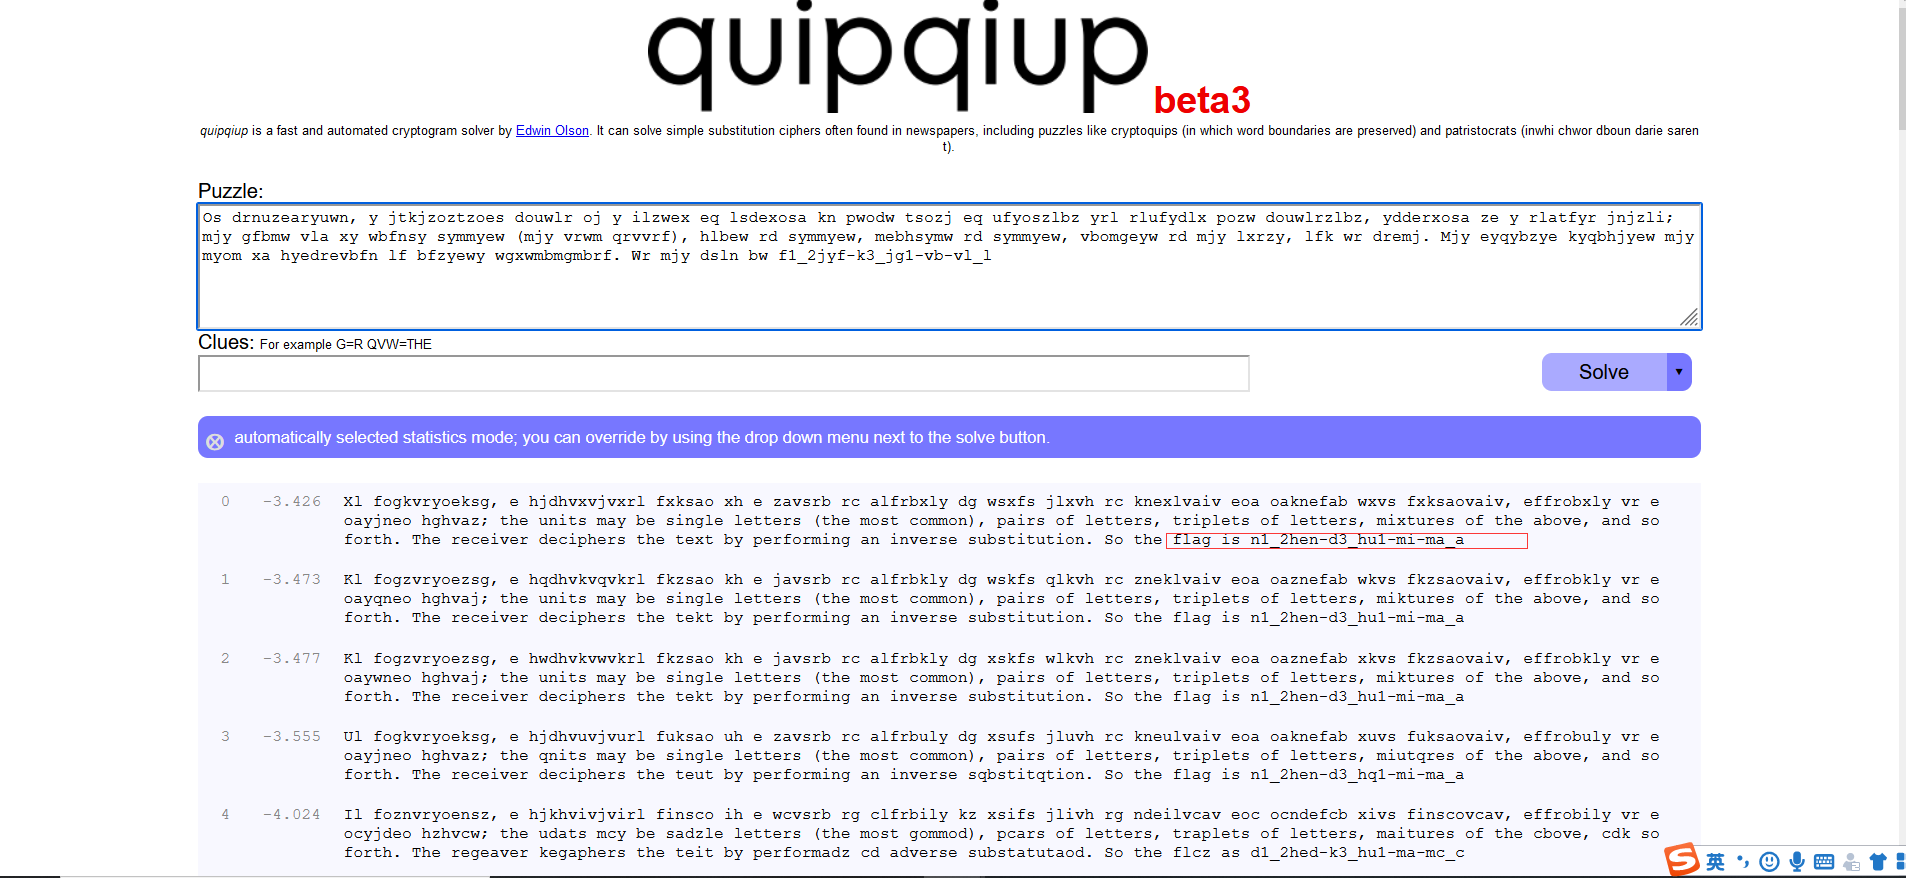 quipqiup beta3
quipqiup is a fast and automated cryptogram solver by Edwin Olson. It can solve simple substitution ciphers often found in newspapers, including puzzles like cryptoquips (in which word boundaries are preserved) and patristocrats (inwhi chwor dboun darie saren
t).
Puzzle:
Os drnuzearyuwn, y jtkjzoztzoes douwlr oj y ilzwex eq lsdexosa kn pwodw tsozj eq ufyoszlbz yrl rlufydlx pozw douwlrzlbz, ydderxosa ze y rlatfyr jnjzli;
mjy gfbmw vla xy wbfnsy symmyew (mjy vrwm qrvvrf), hlbew rd symmyew, mebhsymw rd symmyew, vbomgeyw rd mjy lxrzy, lfk wr dremj. Mjy eyqybzye kyqbhjyew mjy
myom xa hyedrevbfn lf bfzyewy wgxwmbmgmbrf. Wr mjy dsln bw f1_2jyf-k3_jg1-vb-vl_l
Clues: For example G=R QVW=THE
Solve
automatically selected statistics mode; you can override by using the drop down menu next to the solve button.
0 -3.426 Xl fogkvryoeksg, e hjdhvxvjvxrl fxksao xh e zavsrb rc alfrbxly dg wsxfs jlxvh rc knexlvaiv eoa oaknefab wxvs fxksaovaiv, effrobxly vr e
oayjneo hghvaz; the units may be single letters (the most common), pairs of letters, triplets of letters, mixtures of the above, and so
forth. The receiver deciphers the text by performing an inverse substitution. So the flag is n1_2hen-d3_hu1-mi-ma_a
1 -3.473 Kl fogzvryoezsg, e hqdhvkvqvkrl fkzsao kh e javsrb rc alfrbkly dg wskfs qlkvh rc zneklvaiv eoa oaznefab wkvs fkzsaovaiv, effrobkly vr e
oayqneo hghvaj; the units may be single letters (the most common), pairs of letters, triplets of letters, miktures of the above, and so
forth. The receiver deciphers the tekt by performing an inverse substitution. So the flag is n1_2hen-d3_hu1-mi-ma_a
2 -3.477 Kl fogzvryoezsg, e hwdhvkvwvkrl fkzsao kh e javsrb rc alfrbkly dg xskfs wlkvh rc zneklvaiv eoa oaznefab xkvs fkzsaovaiv, effrobkly vr e
oaywneo hghvaj; the units may be single letters (the most common), pairs of letters, triplets of letters, miktures of the above, and so
forth. The receiver deciphers the tekt by performing an inverse substitution. So the flag is n1_2hen-d3_hu1-mi-ma_a
3 -3.555 Ul fogkvryoeksg, e hjdhvuvjvurl fuksao uh e zavsrb rc alfrbuly dg xsufs jluvh rc kneulvaiv eoa oaknefab xuvs fuksaovaiv, effrobuly vr e
oayjneo hghvaz; the qnits may be single letters (the most common), pairs of letters, triplets of letters, miutqres of the above, and so
forth. The receiver deciphers the teut by performing an inverse sqbstitqtion. So the flag is n1_2hen-d3_hq1-mi-ma_a
4 -4.024 Il foznvryoensz, e hjkhvivjvirl finsco ih e wcvsrb rg clfrbily kz xsifs jlivh rg ndeilvcav eoc ocndefcb xivs finscovcav, effrobily vr e
ocyjdeo hzhvcw; the udats mcy be sadzle letters (the most gommod), pcars of letters, traplets of letters, maitures of the cbove, cdk so
forth. The regeaver kegaphers the teit by performadz cd adverse substatutaod. So the flcz as d1_2hed-k3_hu1-ma-mc_c
S 英